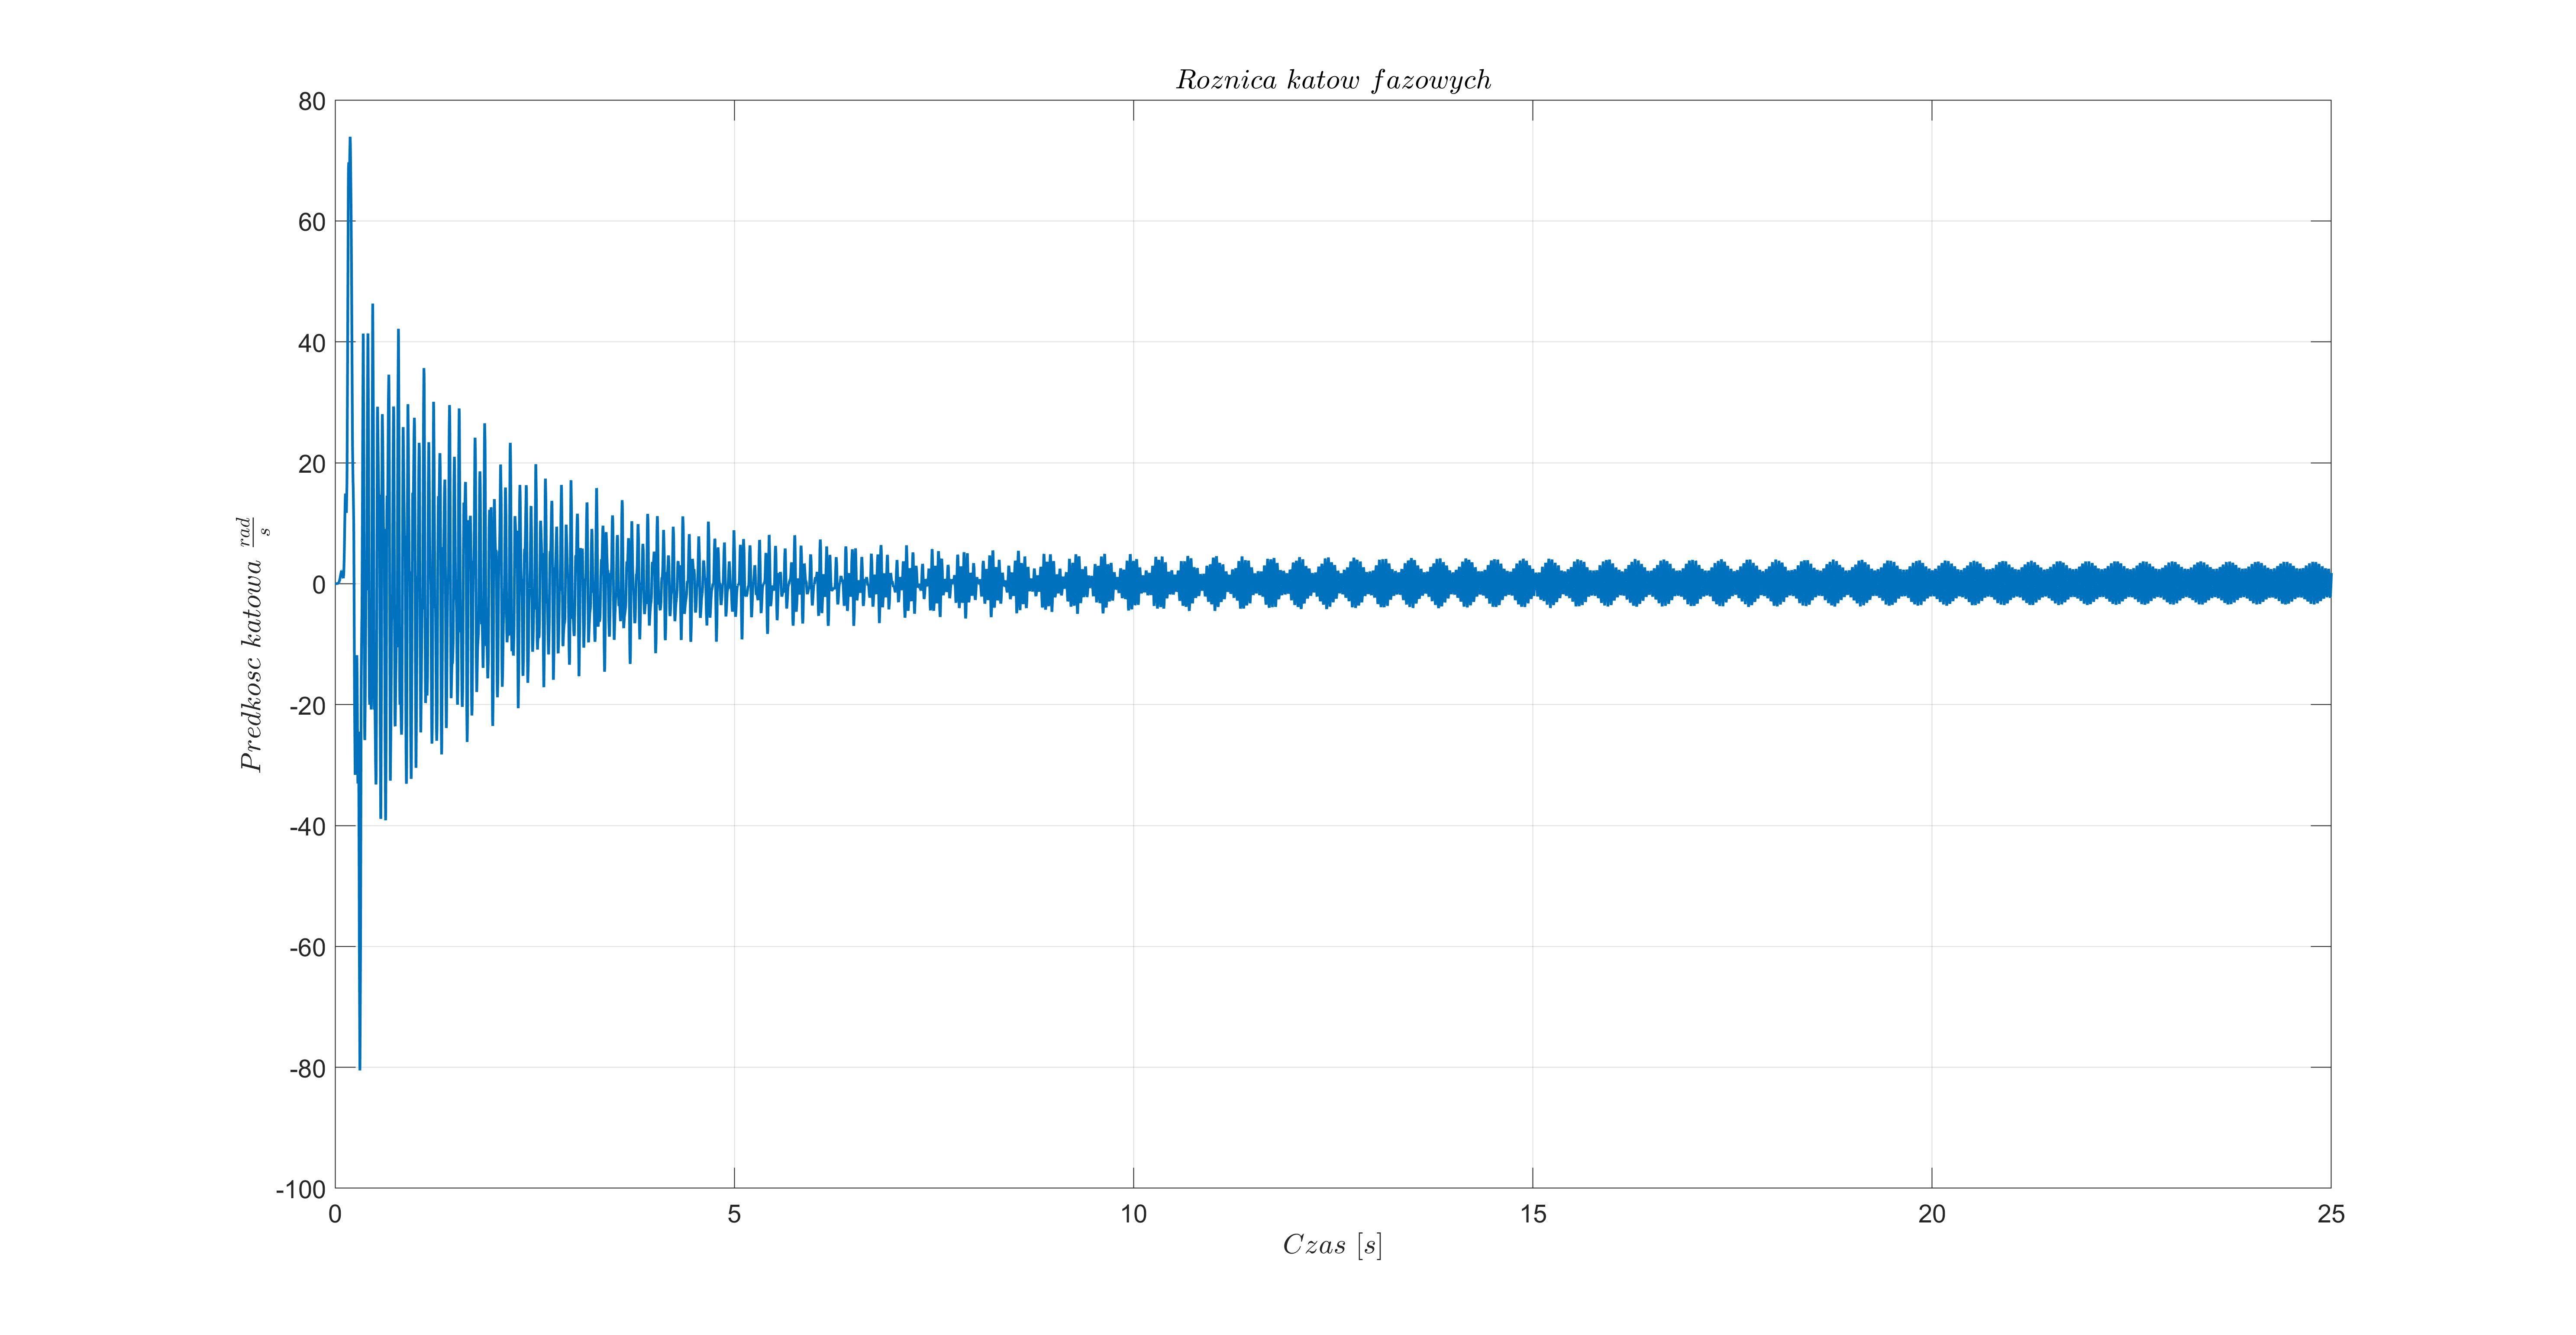 Roznica katow fazowych
80
60
40
20
0
-20
-40
-60
-80
-100
Predkosc katowa rad/s
0 5 10 15 20 25
Czas [s]